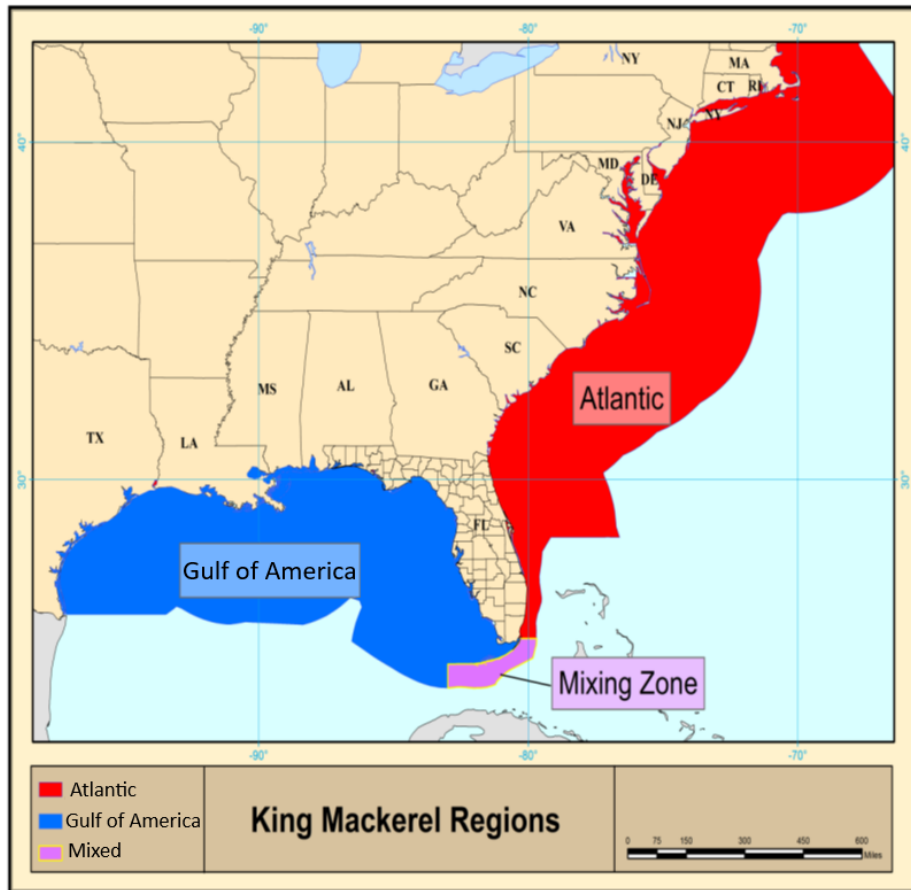 -90°
-80°
-70°
NY
MA
CT
RI
NY
NJ
40°
40°
MD
DE
VA
NC
SC
MS
AL
GA
Atlantic
TX
LA
30°
30°
FL
Gulf of America
Mixing Zone
-90°
-80°
-70°
Atlantic
Gulf of America
Mixed
King Mackerel Regions
0 75 150 300 450 600
Miles